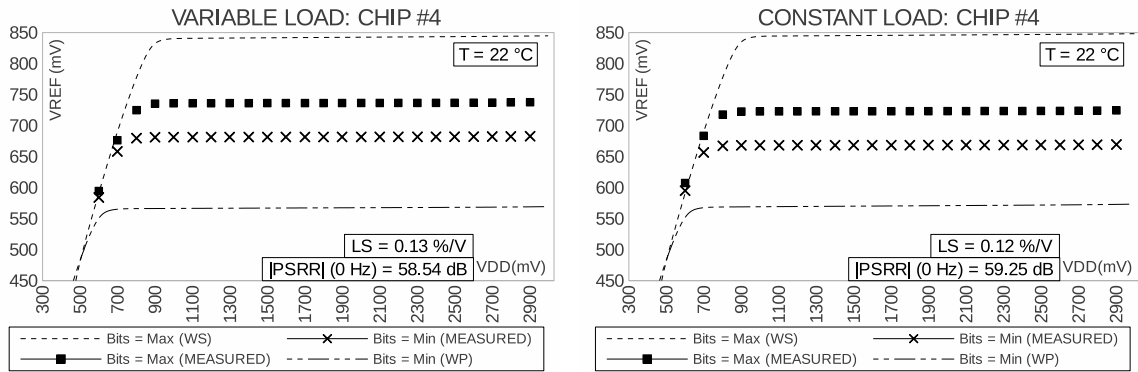 VARIABLE LOAD: CHIP #4
850
800
750
700
650
600
550
500
450
VREF (mV)
T = 22 °C
LS = 0.13 %/V
|PSRR| (0 Hz) = 58.54 dB
VDD(mV)
300 500 700 900 1100 1300 1500 1700 1900 2100 2300 2500 2700 2900
Bits = Max (WS)
Bits = Min (MEASURED)
Bits = Max (MEASURED)
Bits = Min (WP)
CONSTANT LOAD: CHIP #4
850
800
750
700
650
600
550
500
450
VREF (mV)
T = 22 °C
LS = 0.12 %/V
|PSRR| (0 Hz) = 59.25 dB
VDD(mV)
300 500 700 900 1100 1300 1500 1700 1900 2100 2300 2500 2700 2900
Bits = Max (WS)
Bits = Min (MEASURED)
Bits = Max (MEASURED)
Bits = Min (WP)